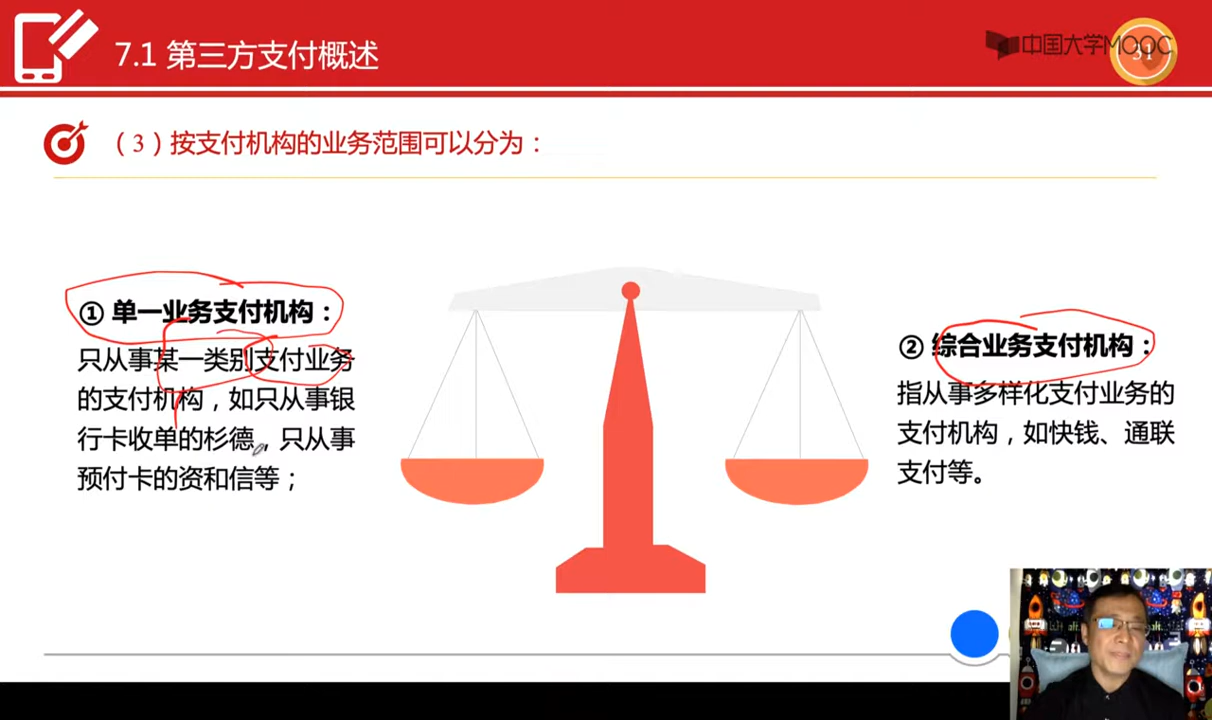 7.1 第三方支付概述
中国大学MOOC
31
（3）按支付机构的业务范围可以分为：
① 单一业务支付机构：
只从事某一类别支付业务
的支付机构，如只从事银
行卡收单的杉德，只从事
预付卡的资和信等；
② 综合业务支付机构：
指从事多样化支付业务的
支付机构，如快钱、通联
支付等。